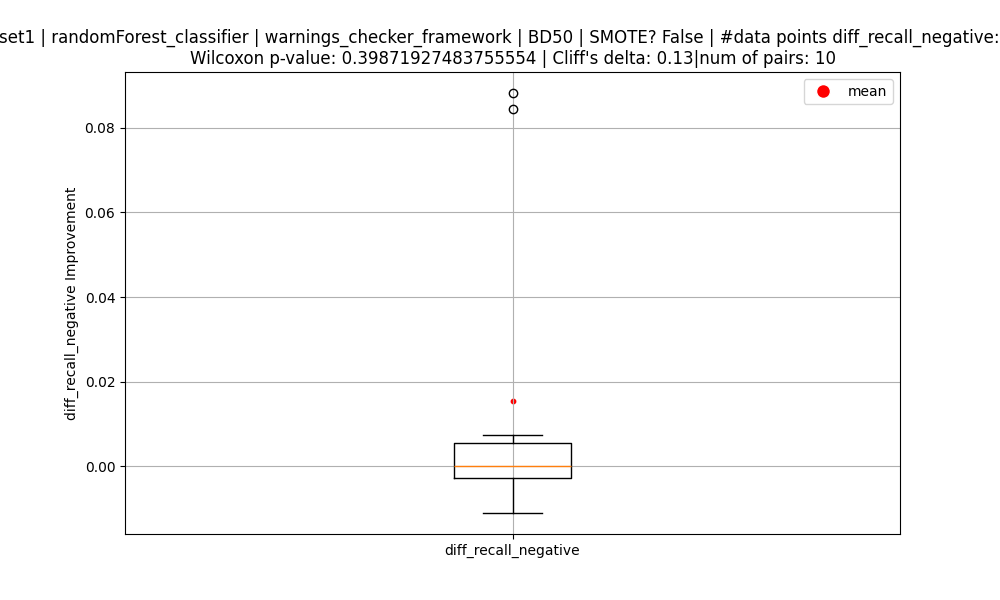 set1 | randomForest_classifier | warnings_checker_framework | BD50 | SMOTE? False | #data points diff_recall_negative:
Wilcoxon p-value: 0.39871927483755554 | Cliff's delta: 0.13|num of pairs: 10
mean
0.08
0.06
0.04
0.02
0.00
diff_recall_negative Improvement
diff_recall_negative